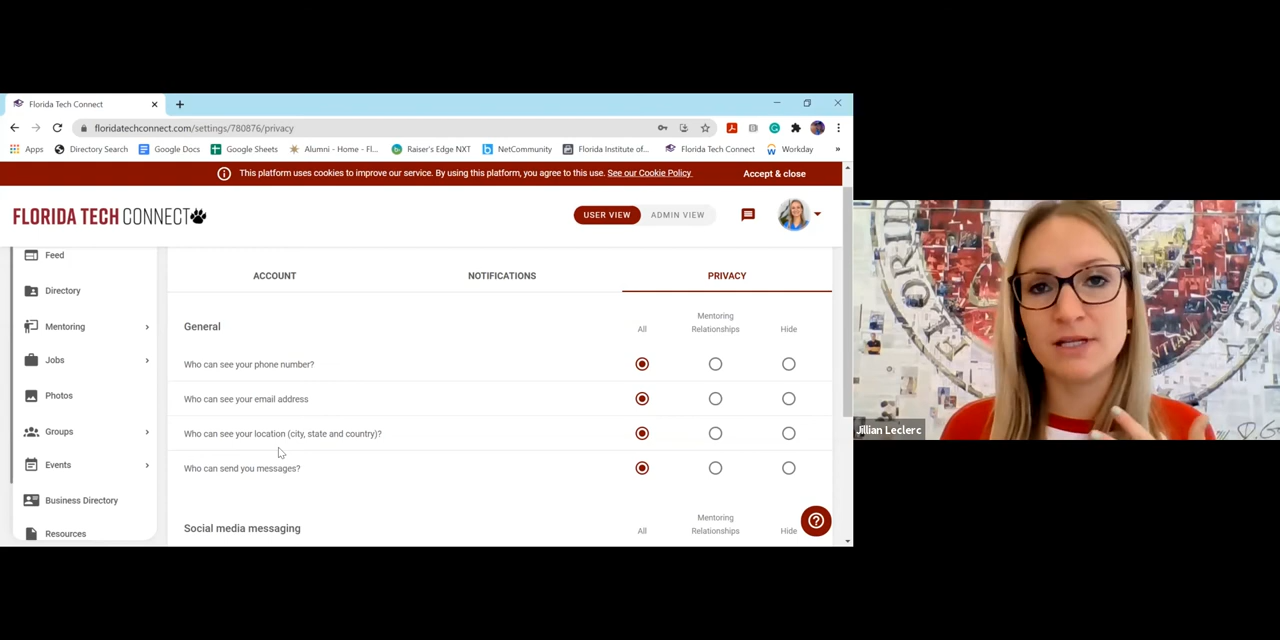 Florida Tech Connect
floridatechconnect.com/settings/780876/privacy
Apps Directory Search Google Docs Google Sheets Alumni - Home - Fl... Raiser's Edge NXT NetCommunity Florida Institute of... Florida Tech Connect Workday »
This platform uses cookies to improve our service. By using this platform, you agree to this use. See our Cookie Policy Accept & close
FLORIDA TECH CONNECT USER VIEW ADMIN VIEW
Feed
Directory
Mentoring
Jobs
Photos
Groups
Events
Business Directory
Resources
ACCOUNT NOTIFICATIONS PRIVACY
General All Mentoring Relationships Hide
Who can see your phone number?
Who can see your email address
Who can see your location (city, state and country)?
Who can send you messages?
Social media messaging All Mentoring Relationships Hide
Jillian Leclerc